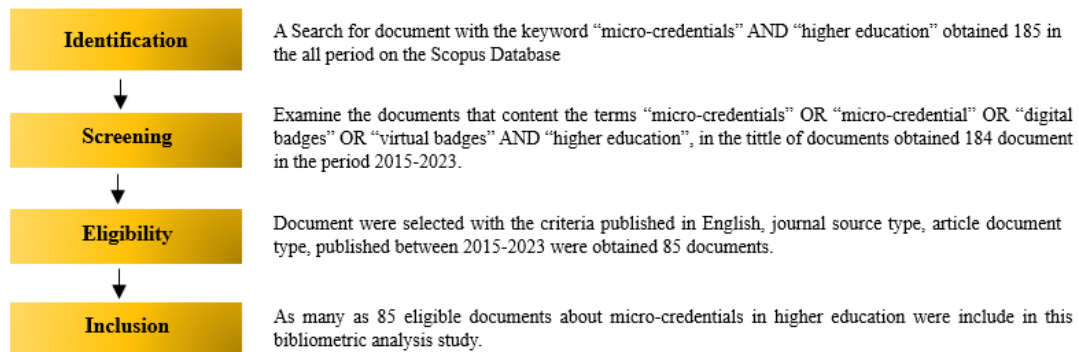 Identification
A Search for document with the keyword “micro-credentials” AND “higher education” obtained 185 in
the all period on the Scopus Database
Screening
Examine the documents that content the terms “micro-credentials” OR “micro-credential” OR “digital
badges” OR “virtual badges” AND “higher education”, in the tittle of documents obtained 184 document
in the period 2015-2023.
Eligibility
Document were selected with the criteria published in English, journal source type, article document
type, published between 2015-2023 were obtained 85 documents.
Inclusion
As many as 85 eligible documents about micro-credentials in higher education were include in this
bibliometric analysis study.